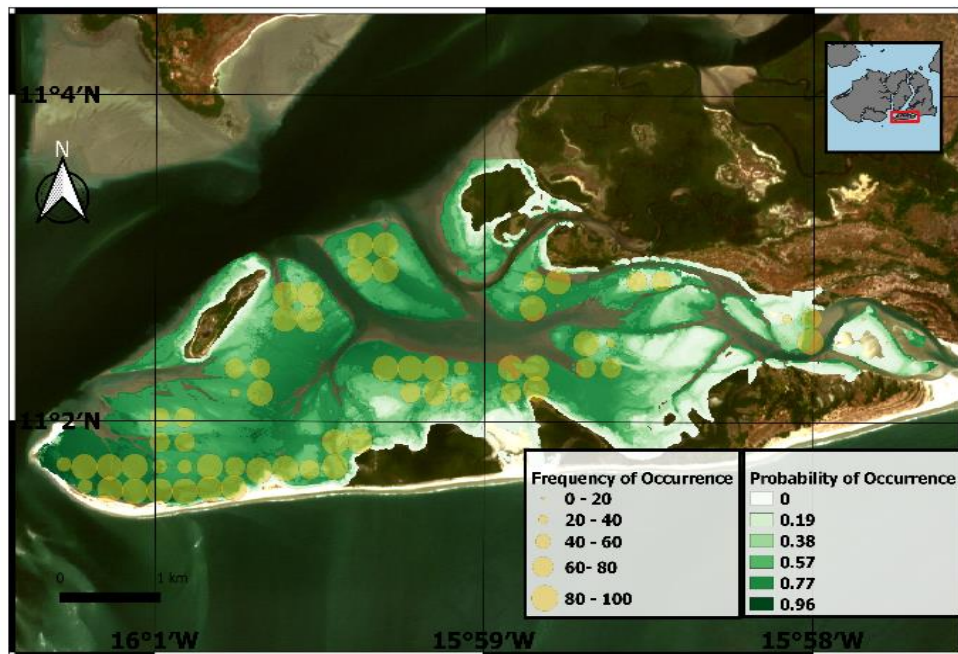 11°4′N
N
11°2′N
Frequency of Occurrence
0 - 20
20 - 40
40 - 60
60- 80
80 - 100
Probability of Occurrence
0
0.19
0.38
0.57
0.77
0.96
0 1 km
16°1′W 15°59′W 15°58′W